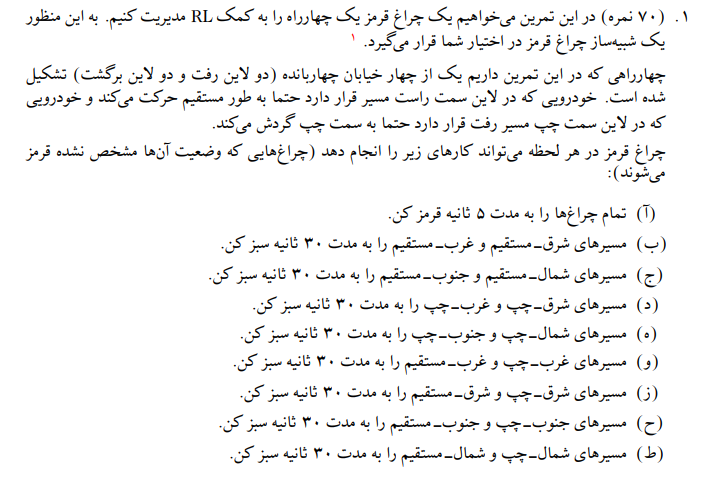 ۱. (۷۰ نمره) در این تمرین می‌خواهیم یک چراغ قرمز یک چهارراه را به کمک RL مدیریت کنیم. به این منظور
یک شبیه‌ساز چراغ قرمز در اختیار شما قرار می‌گیرد. ۱
چهارراهی که در این تمرین داریم یک از چهار خیابان چهاربانده (دو لاین رفت و دو لاین برگشت) تشکیل
شده است. خودرویی که در لاین سمت راست مسیر قرار دارد حتما به طور مستقیم حرکت می‌کند و خودرویی
که در لاین سمت چپ مسیر رفت قرار دارد حتما به سمت چپ گردش می‌کند.
چراغ قرمز در هر لحظه می‌تواند کارهای زیر را انجام دهد (چراغ‌هایی که وضعیت آن‌ها مشخص نشده قرمز
می‌شوند):
(آ) تمام چراغ‌ها را به مدت ۵ ثانیه قرمز کن.
(ب) مسیرهای شرق-مستقیم و غرب-مستقیم را به مدت ۳۰ ثانیه سبز کن.
(ج) مسیرهای شمال-مستقیم و جنوب-مستقیم را به مدت ۳۰ ثانیه سبز کن.
(د) مسیرهای شرق-چپ و غرب-چپ را به مدت ۳۰ ثانیه سبز کن.
(ه) مسیرهای شمال-چپ و جنوب-چپ را به مدت ۳۰ ثانیه سبز کن.
(و) مسیرهای غرب-چپ و غرب-مستقیم را به مدت ۳۰ ثانیه سبز کن.
(ز) مسیرهای شرق-چپ و شرق-مستقیم را به مدت ۳۰ ثانیه سبز کن.
(ح) مسیرهای جنوب-چپ و جنوب-مستقیم را به مدت ۳۰ ثانیه سبز کن.
(ط) مسیرهای شمال-چپ و شمال-مستقیم را به مدت ۳۰ ثانیه سبز کن.